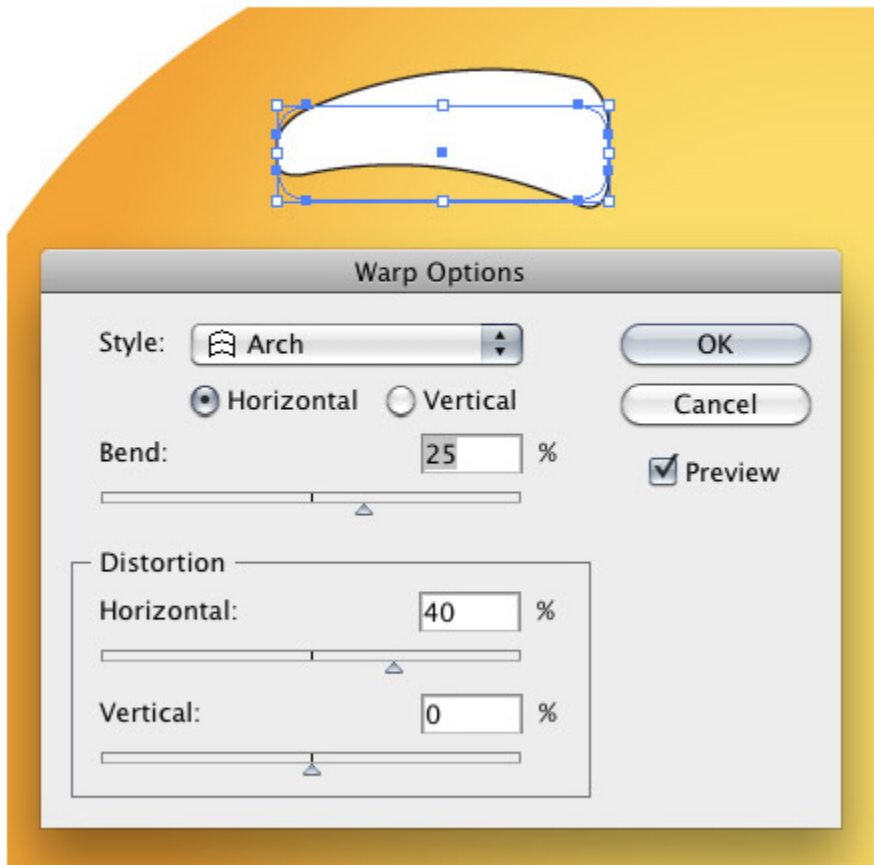 Warp Options
Style: Arch
OK
Horizontal Vertical
Cancel
Bend: 25 %
Preview
Distortion
Horizontal: 40 %
Vertical: 0 %